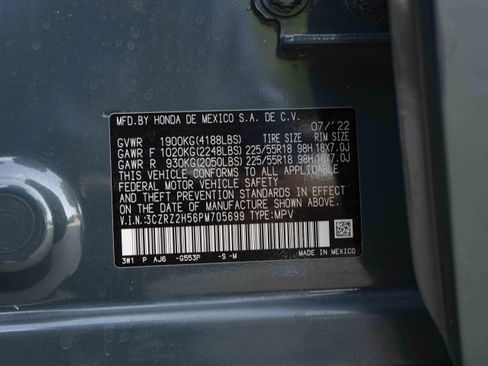 MFD.BY HONDA DE MEXICO S.A. DE C.V.
07/'22
GVWR 1900KG(4188LBS) TIRE SIZE RIM SIZE
GAWR F 1020KG(2248LBS) 225/55R18 98H 18X7.0J
GAWR R 930KG(2050LBS) 225/55R18 98H 18X7.0J
THIS VEHICLE CONFORMS TO ALL APPLICABLE
FEDERAL MOTOR VEHICLE SAFETY
AND THEFT PREVENTION STANDARDS IN EFFECT
ON THE DATE OF MANUFACTURE SHOWN ABOVE.
V.I.N:3CZRZ2H56PM705699 TYPE:MPV
3W1 P AJ6 -G553P -S -M MADE IN MEXICO